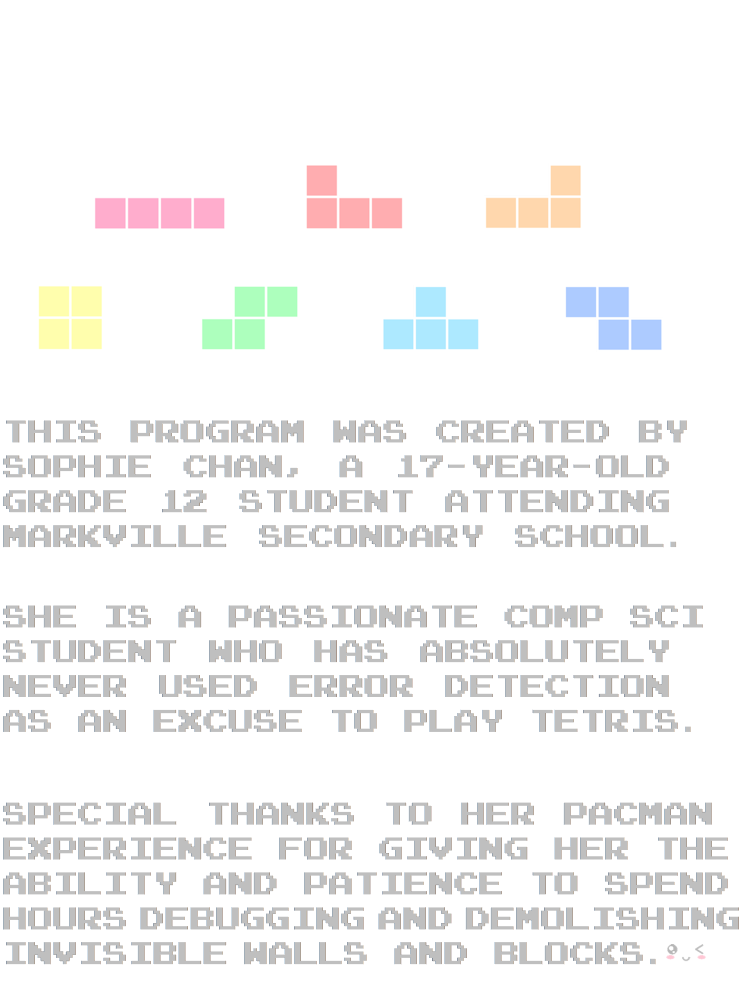 THIS PROGRAM WAS CREATED BY
SOPHIE CHAN, A 17-YEAR-OLD
GRADE 12 STUDENT ATTENDING
MARKVILLE SECONDARY SCHOOL.
SHE IS A PASSIONATE COMP SCI
STUDENT WHO HAS ABSOLUTELY
NEVER USED ERROR DETECTION
AS AN EXCUSE TO PLAY TETRIS.
SPECIAL THANKS TO HER PACMAN
EXPERIENCE FOR GIVING HER THE
ABILITY AND PATIENCE TO SPEND
HOURS DEBUGGING AND DEMOLISHING
INVISIBLE WALLS AND BLOCKS.